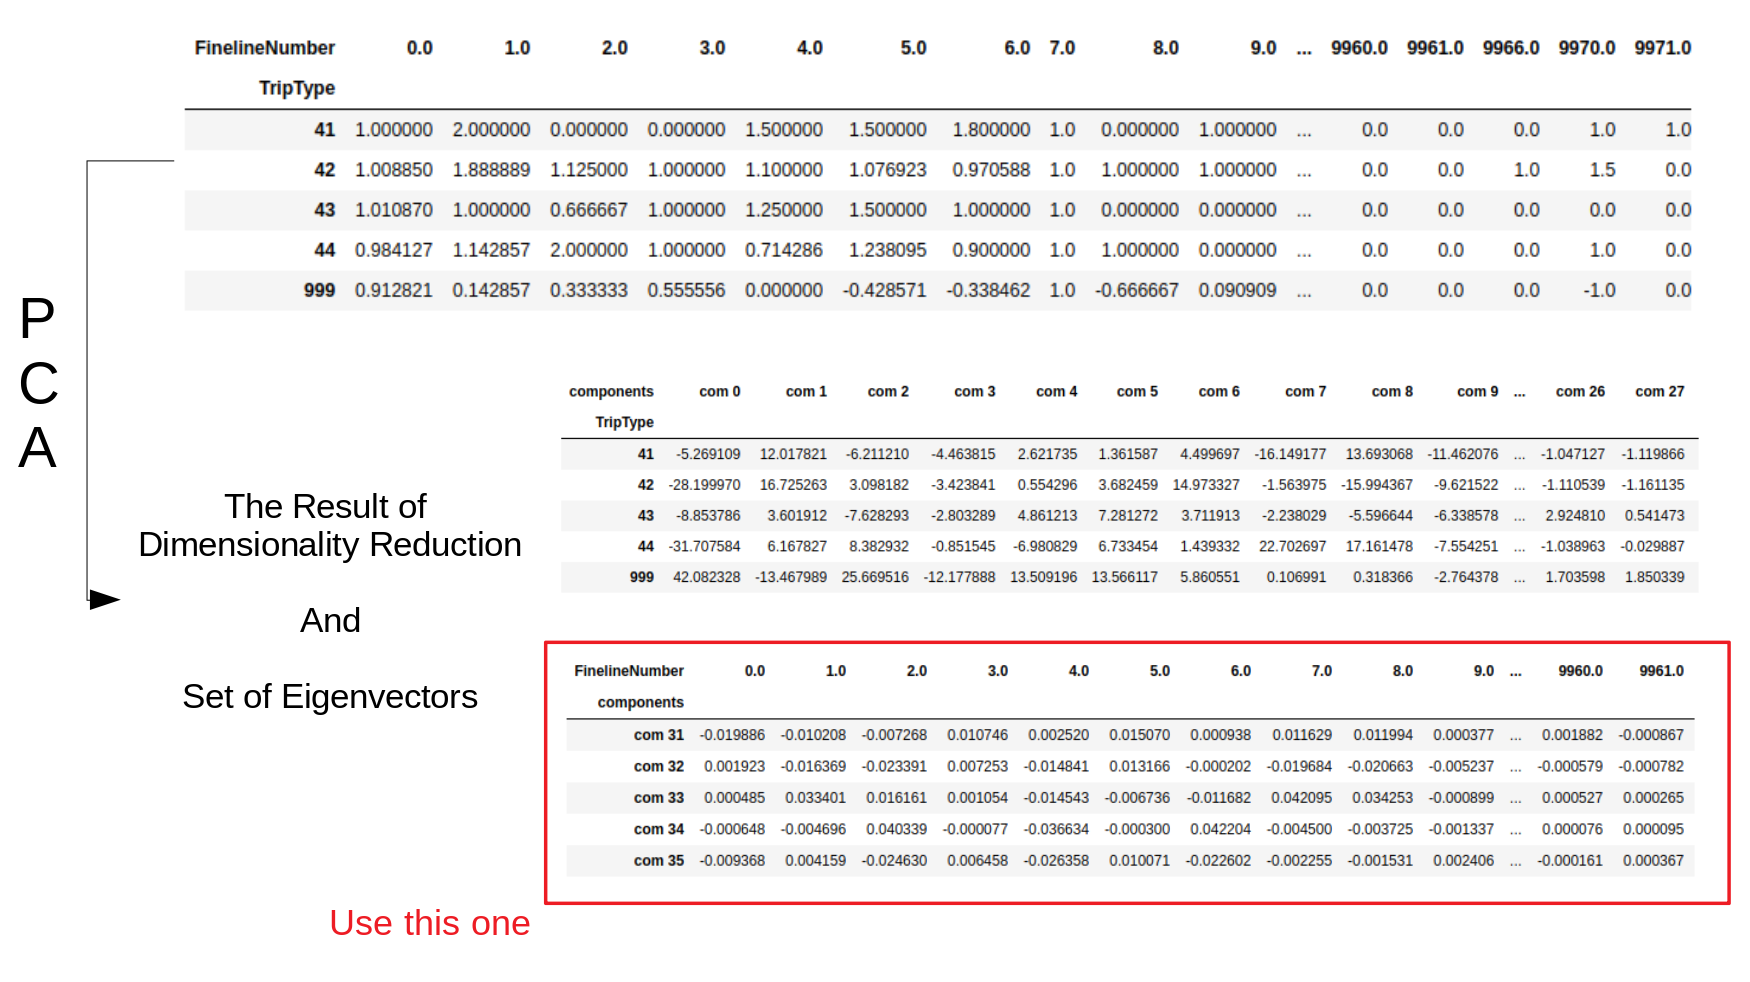 FinelineNumber 0.0 1.0 2.0 3.0 4.0 5.0 6.0 7.0 8.0 9.0 ... 9960.0 9961.0 9966.0 9970.0 9971.0
TripType
41 1.000000 2.000000 0.000000 0.000000 1.500000 1.500000 1.800000 1.0 0.000000 1.000000 ... 0.0 0.0 0.0 1.0 1.0
42 1.008850 1.888889 1.125000 1.000000 1.100000 1.076923 0.970588 1.0 1.000000 1.000000 ... 0.0 0.0 1.0 1.5 0.0
43 1.010870 1.000000 0.666667 1.000000 1.250000 1.500000 1.000000 1.0 0.000000 0.000000 ... 0.0 0.0 0.0 0.0 0.0
44 0.984127 1.142857 2.000000 1.000000 0.714286 1.238095 0.900000 1.0 1.000000 0.000000 ... 0.0 0.0 0.0 1.0 0.0
999 0.912821 0.142857 0.333333 0.555556 0.000000 -0.428571 -0.338462 1.0 -0.666667 0.090909 ... 0.0 0.0 0.0 -1.0 0.0
P
C
A
components com 0 com 1 com 2 com 3 com 4 com 5 com 6 com 7 com 8 com 9 ... com 26 com 27
TripType
41 -5.269109 12.017821 -6.211210 -4.463815 2.621735 1.361587 4.499697 -16.149177 13.693068 -11.462076 ... -1.047127 -1.119866
42 -28.199970 16.725263 3.098182 -3.423841 0.554296 3.682459 14.973327 -1.563975 -15.994367 -9.621522 ... -1.110539 -1.161135
43 -8.853786 3.601912 -7.628293 -2.803289 4.861213 7.281272 3.711913 -2.238029 -5.596644 -6.338578 ... 2.924810 0.541473
44 -31.707584 6.167827 8.382932 -0.851545 -6.980829 6.733454 1.439332 22.702697 17.161478 -7.554251 ... -1.038963 -0.029887
999 42.082328 -13.467989 25.669516 -12.177888 13.509196 13.566117 5.860551 0.106991 0.318366 -2.764378 ... 1.703598 1.850339
The Result of
Dimensionality Reduction
And
Set of Eigenvectors
FinelineNumber 0.0 1.0 2.0 3.0 4.0 5.0 6.0 7.0 8.0 9.0 ... 9960.0 9961.0
components
com 31 -0.019886 -0.010208 -0.007268 0.010746 0.002520 0.015070 0.000938 0.011629 0.011994 0.000377 ... 0.001882 -0.000867
com 32 0.001923 -0.016369 -0.023391 0.007253 -0.014841 0.013166 -0.000202 -0.019684 -0.020663 -0.005237 ... -0.000579 -0.000782
com 33 0.000485 0.033401 0.016161 0.001054 -0.014543 -0.006736 -0.011682 0.042095 0.034253 -0.000899 ... 0.000527 0.000265
com 34 -0.000648 -0.004696 0.040339 -0.000077 -0.036634 -0.000300 0.042204 -0.004500 -0.003725 -0.001337 ... 0.000076 0.000095
com 35 -0.009368 0.004159 -0.024630 0.006458 -0.026358 0.010071 -0.022602 -0.002255 -0.001531 0.002406 ... -0.000161 0.000367
Use this one